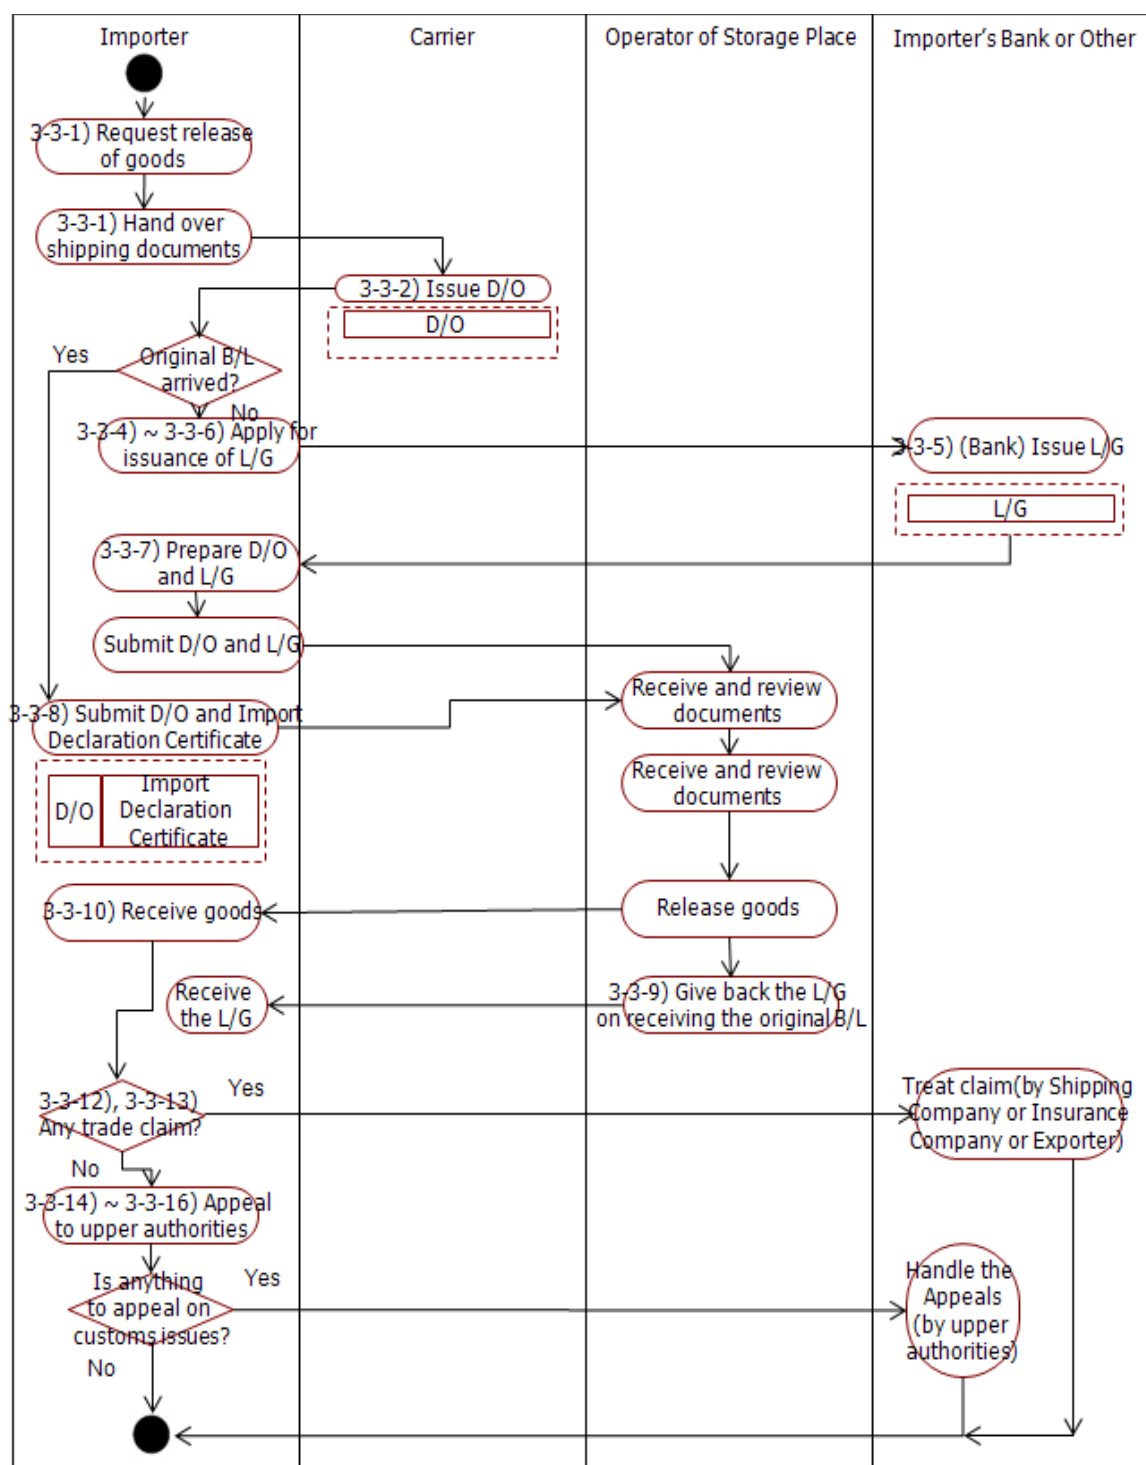 Importer
Carrier
Operator of Storage Place
Importer's Bank or Other
3-3-1) Request release
of goods
3-3-1) Hand over
shipping documents
3-3-2) Issue D/O
D/O
Yes
Original B/L
arrived?
No
3-3-4) ~ 3-3-6) Apply for
issuance of L/G
3-3-5) (Bank) Issue L/G
L/G
3-3-7) Prepare D/O
and L/G
Submit D/O and L/G
Receive and review
documents
3-3-8) Submit D/O and Import
Declaration Certificate
Receive and review
documents
D/O
Import
Declaration
Certificate
3-3-10) Receive goods
Release goods
Receive
the L/G
3-3-9) Give back the L/G
on receiving the original B/L
3-3-12), 3-3-13)
Any trade claim?
Yes
Treat claim(by Shipping
Company or Insurance
Company or Exporter)
No
3-3-14) ~ 3-3-16) Appeal
to upper authorities
Is anything
to appeal on
customs issues?
Yes
Handle the
Appeals
(by upper
authorities)
No